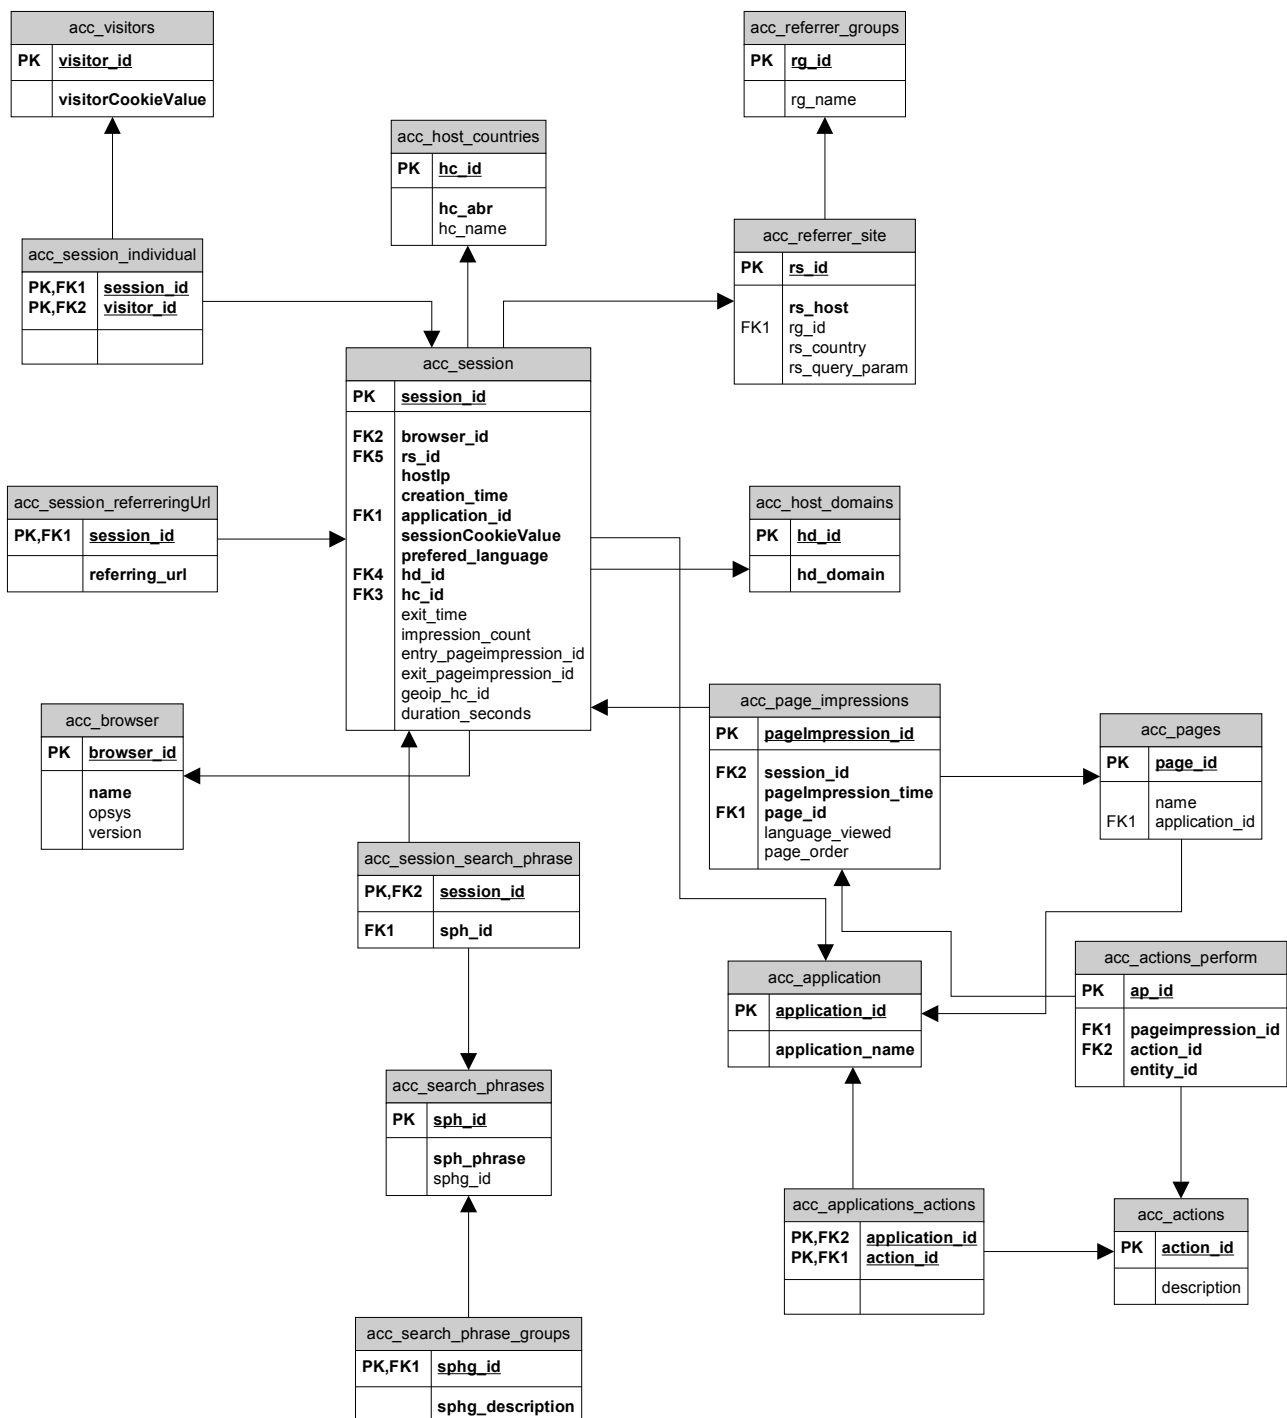 acc_visitors
PK visitor_id
visitorCookieValue
acc_referrer_groups
PK rg_id
rg_name
acc_host_countries
PK hc_id
hc_abr
hc_name
acc_session_individual
PK,FK1 session_id
PK,FK2 visitor_id
acc_referrer_site
PK rs_id
rs_host
FK1 rg_id
rs_country
rs_query_param
acc_session
PK session_id
FK2 browser_id
FK5 rs_id
hostIp
creation_time
FK1 application_id
sessionCookieValue
prefered_language
FK4 hd_id
FK3 hc_id
exit_time
impression_count
entry_pageimpression_id
exit_pageimpression_id
geoip_hc_id
duration_seconds
acc_session_referreringUrl
PK,FK1 session_id
referring_url
acc_host_domains
PK hd_id
hd_domain
acc_browser
PK browser_id
name
opsys
version
acc_page_impressions
PK pageImpression_id
FK2 session_id
pageImpression_time
FK1 page_id
language_viewed
page_order
acc_pages
PK page_id
name
FK1 application_id
acc_session_search_phrase
PK,FK2 session_id
FK1 sph_id
acc_application
PK application_id
application_name
acc_actions_perform
PK ap_id
FK1 pageimpression_id
FK2 action_id
entity_id
acc_search_phrases
PK sph_id
sph_phrase
sphg_id
acc_applications_actions
PK,FK2 application_id
PK,FK1 action_id
acc_actions
PK action_id
description
acc_search_phrase_groups
PK,FK1 sphg_id
sphg_description